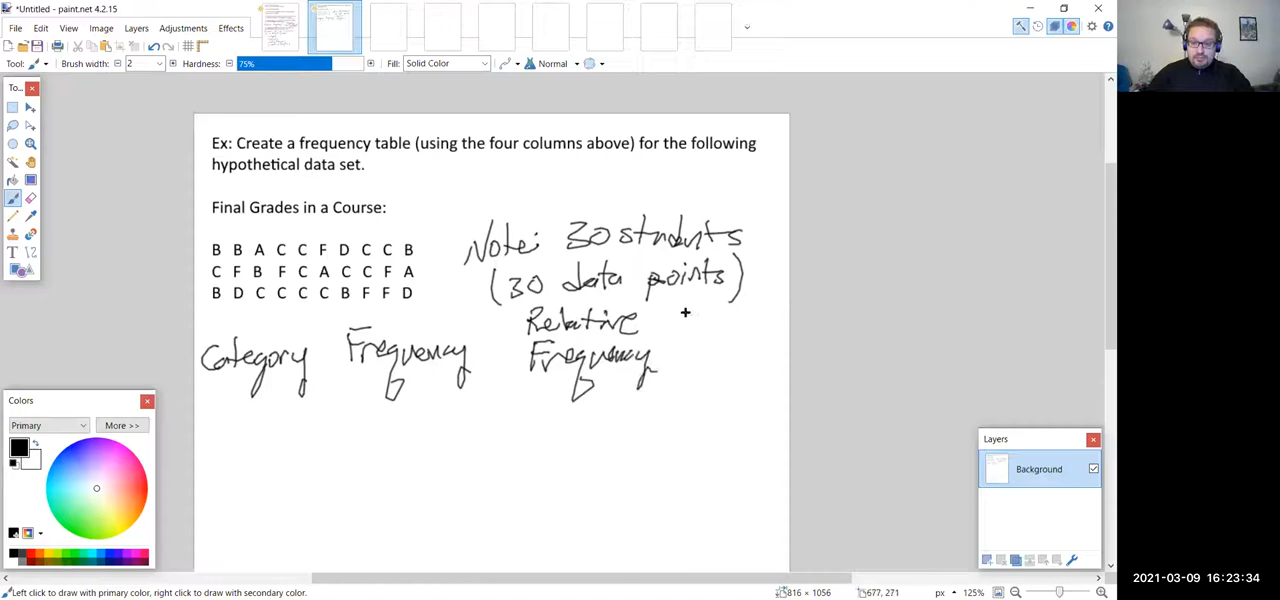 *Untitled - paint.net 4.2.15
File Edit View Image Layers Adjustments Effects
Tool: Brush width: 2 Hardness: 75% Fill: Solid Color Normal
To...
Ex: Create a frequency table (using the four columns above) for the following
hypothetical data set.
Final Grades in a Course:
B B A C C F D C C B
C F B F C A C C F A
B D C C C C B F F D
Note: 30 students
(30 data points)
Relative
Category Frequency Frequency
Colors
Primary More >>
Layers
Background
Left click to draw with primary color, right click to draw with secondary color.
816 × 1056 677, 271 px 125%
2021-03-09 16:23:34